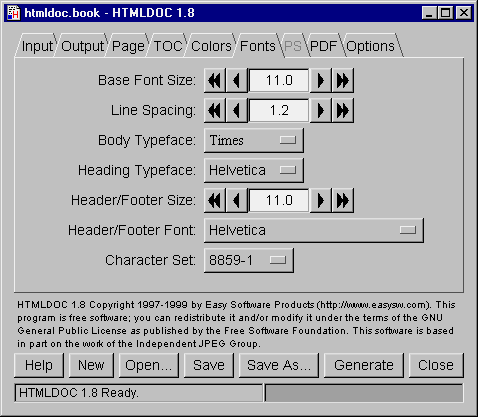 htmldoc.book - HTMLDOC 1.8
Input Output Page TOC Colors Fonts PS PDF Options
Base Font Size: 11.0
Line Spacing: 1.2
Body Typeface: Times
Heading Typeface: Helvetica
Header/Footer Size: 11.0
Header/Footer Font: Helvetica
Character Set: 8859-1
HTMLDOC 1.8 Copyright 1997-1999 by Easy Software Products (http://www.easysw.com). This
program is free software; you can redistribute it and/or modify it under the terms of the GNU
General Public License as published by the Free Software Foundation. This software is based
in part on the work of the Independent JPEG Group.
Help New Open... Save Save As... Generate Close
HTMLDOC 1.8 Ready.